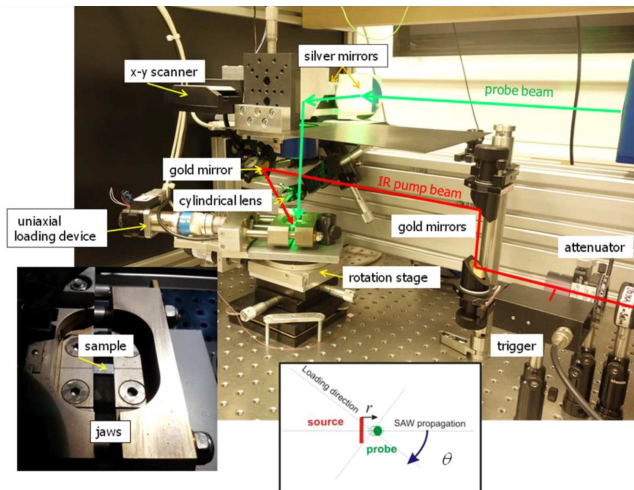 silver mirrors
x-y scanner
probe beam
gold mirror
IR pump beam
cylindrical lens
gold mirrors
uniaxial
loading device
attenuator
rotation stage
sample
trigger
jaws
Loading direction
r
source
SAW propagation
probe
θ